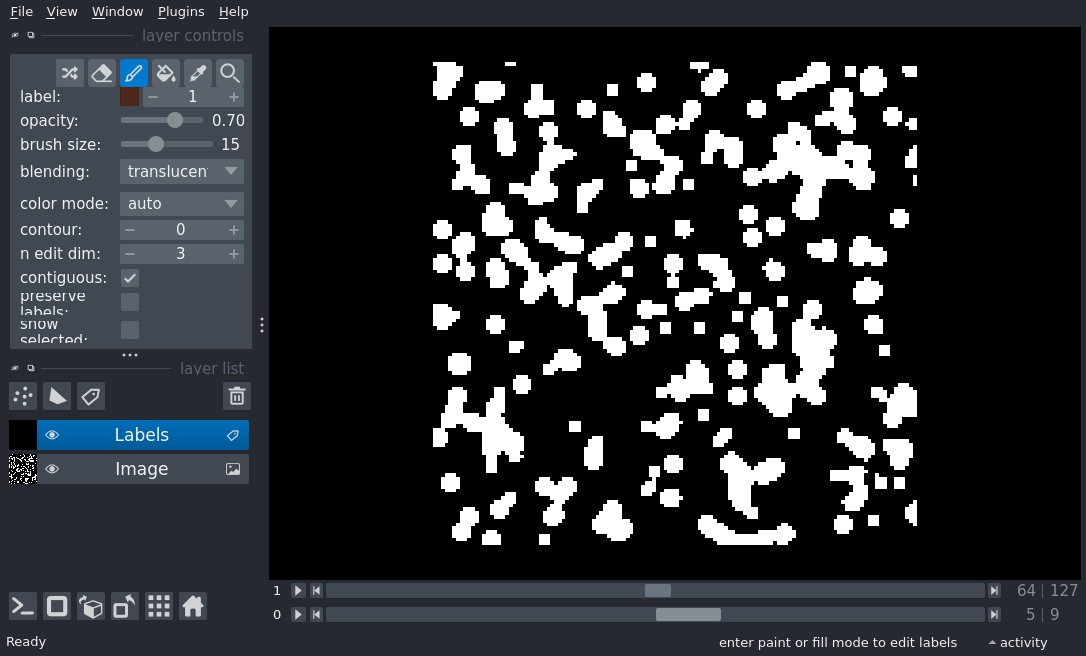 File View Window Plugins Help
layer controls
label: − 1 +
opacity: 0.70
brush size: 15
blending: translucen
color mode: auto
contour: − 0 +
n edit dim: − 3 +
contiguous:
preserve
labels:
show
selected:
layer list
Labels
Image
1 64 | 127
0 5 | 9
Ready enter paint or fill mode to edit labels activity